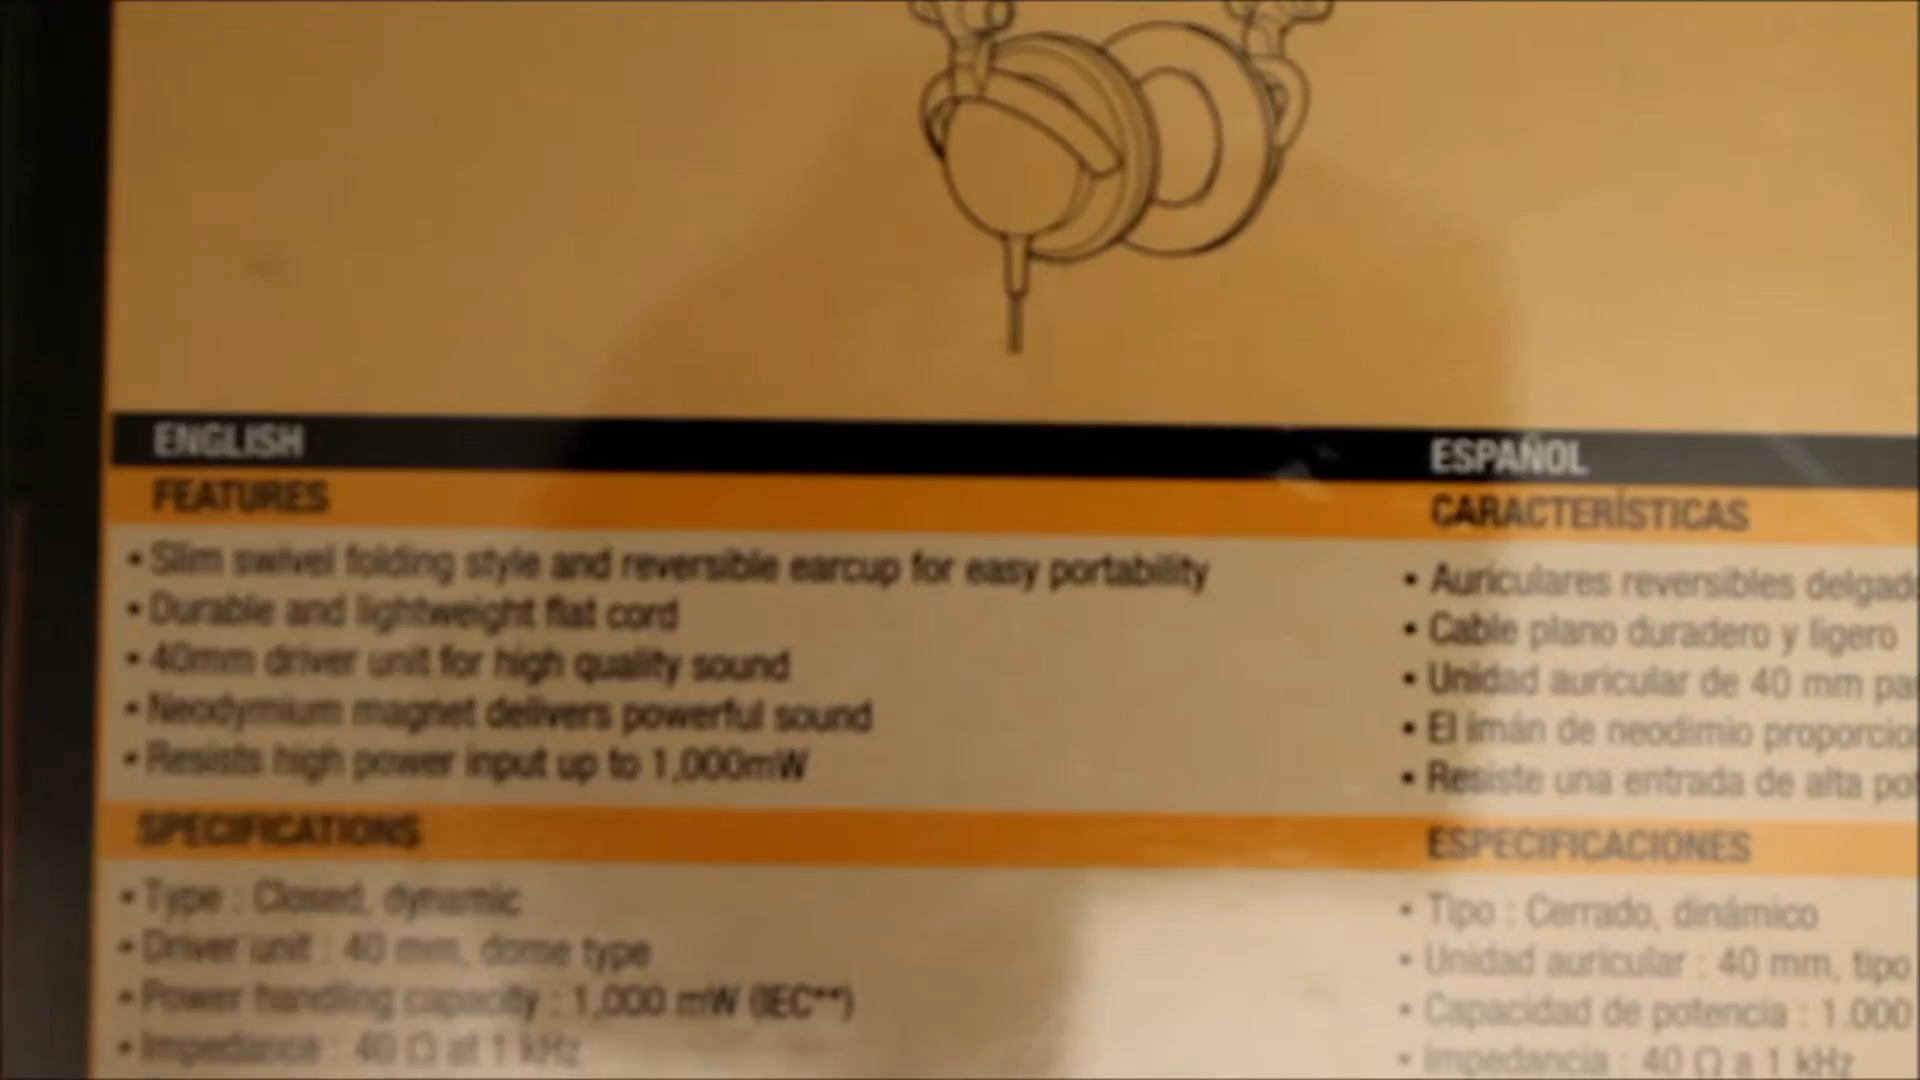 ENGLISH
FEATURES
• Slim swivel folding style and reversible earcup for easy portability
• Durable and lightweight flat cord
• 40mm driver unit for high quality sound
• Neodymium magnet delivers powerful sound
• Resists high power input up to 1,000mW
SPECIFICATIONS
• Type : Closed, dynamic
• Driver unit : 40 mm, dome type
• Power handling capacity : 1,000 mW (IEC**)
• Impedance : 40 Ω at 1 kHz
ESPAÑOL
CARACTERÍSTICAS
• Auriculares reversibles delgad
• Cable plano duradero y ligero
• Unidad auricular de 40 mm pa
• El imán de neodimio proporcio
• Resiste una entrada de alta po
ESPECIFICACIONES
• Tipo : Cerrado, dinámico
• Unidad auricular : 40 mm, tipo
• Capacidad de potencia : 1.000
• Impedancia : 40 Ω a 1 kHz